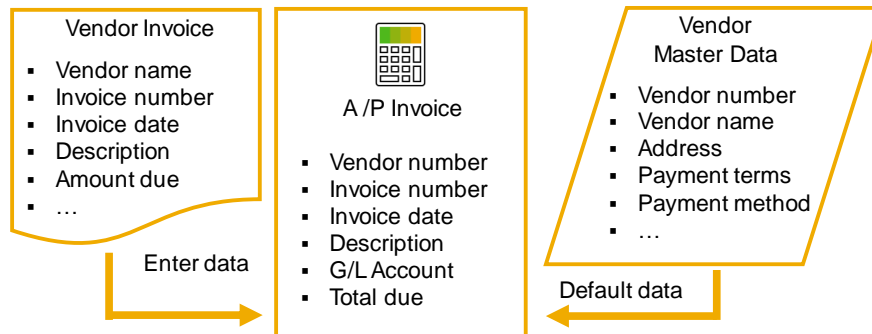 Vendor Invoice
▪ Vendor name
▪ Invoice number
▪ Invoice date
▪ Description
▪ Amount due
▪ …
Enter data
A /P Invoice
▪ Vendor number
▪ Invoice number
▪ Invoice date
▪ Description
▪ G/L Account
▪ Total due
Vendor
Master Data
▪ Vendor number
▪ Vendor name
▪ Address
▪ Payment terms
▪ Payment method
▪ …
Default data